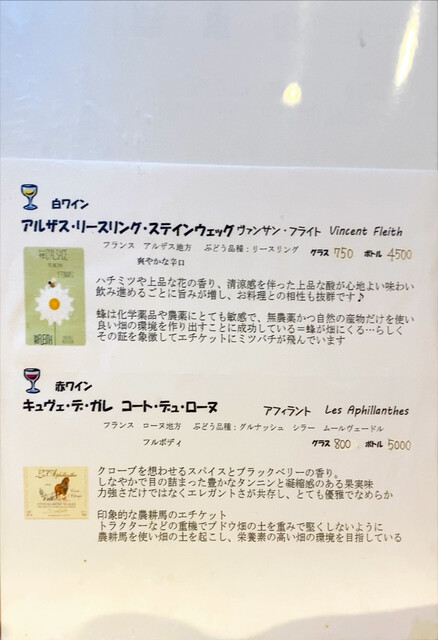 白ワイン
アルザス・リースリング・ステインウェッグ ヴァンサン・フライト Vincent Fleith
フランス アルザス地方 ぶどう品種：リースリング グラス 750 ボトル 4500
爽やかな辛口
ハチミツや上品な花の香り、清涼感を伴った上品な酸が心地よい味わい
飲み進めるごとに旨みが増し、お料理との相性も抜群です♪
蜂は化学薬品や農薬にとても敏感で、無農薬かつ自然の産物だけを使い
良い畑の環境を作り出すことに成功している＝蜂が畑にくる…らしく
その証を象徴してエチケットにミツバチが飛んでいます
赤ワイン
キュヴェ・デ・ガレ コート・デュ・ローヌ アフィラント Les Aphillanthes
フランス ローヌ地方 ぶどう品種：グルナッシュ シラー ムールヴェードル
フルボディ グラス 800 ボトル 5000
クローブを想わせるスパイスとブラックベリーの香り。
しなやかで目の詰まった豊かなタンニンと凝縮感のある果実味
力強さだけではなくエレガントさが共存し、とても優雅でなめらか
印象的な農耕馬のエチケット
トラクターなどの重機でブドウ畑の土を重みで堅くしないように
農耕馬を使い畑の土を起こし、栄養素の高い畑の環境を目指している